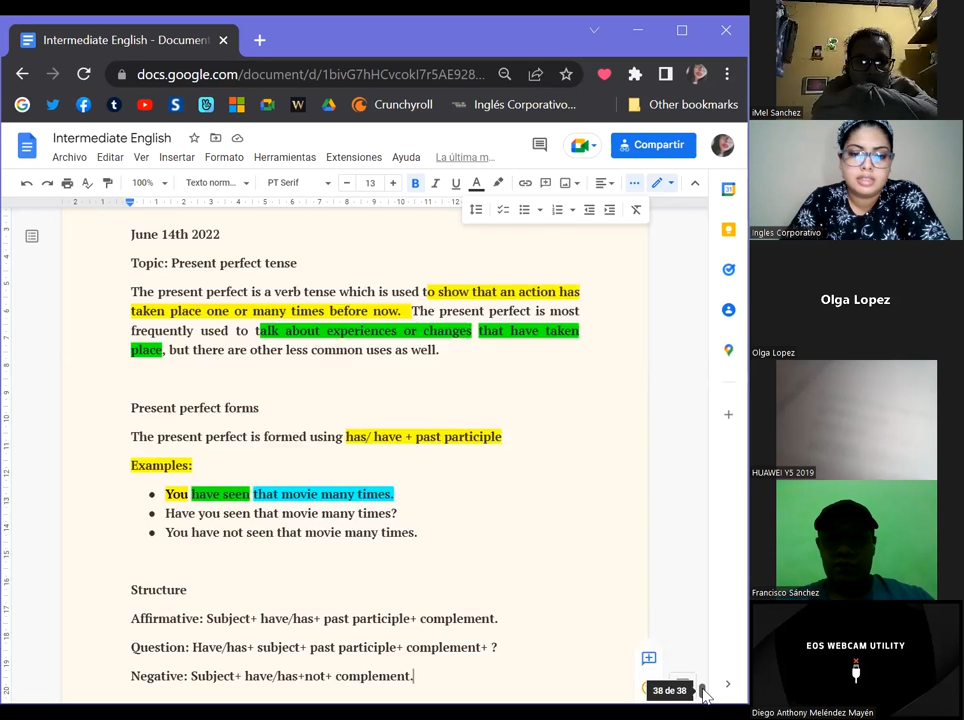 Intermediate English - Document
docs.google.com/document/d/1bivG7hHCvcokI7r5AE928...
Crunchyroll
Inglés Corporativo...
Other bookmarks
Intermediate English
Archivo Editar Ver Insertar Formato Herramientas Extensiones Ayuda La última m...
Compartir
100% Texto norm... PT Serif 13
June 14th 2022
Topic: Present perfect tense
The present perfect is a verb tense which is used to show that an action has
taken place one or many times before now. The present perfect is most
frequently used to talk about experiences or changes that have taken
place, but there are other less common uses as well.
Present perfect forms
The present perfect is formed using has/ have + past participle
Examples:
You have seen that movie many times.
Have you seen that movie many times?
You have not seen that movie many times.
Structure
Affirmative: Subject+ have/has+ past participle+ complement.
Question: Have/has+ subject+ past participle+ complement+ ?
Negative: Subject+ have/has+not+ complement.
38 de 38
iMel Sanchez
Ingles Corporativo
Olga Lopez
Olga Lopez
HUAWEI Y5 2019
Francisco Sánchez
EOS WEBCAM UTILITY
Diego Anthony Meléndez Mayén